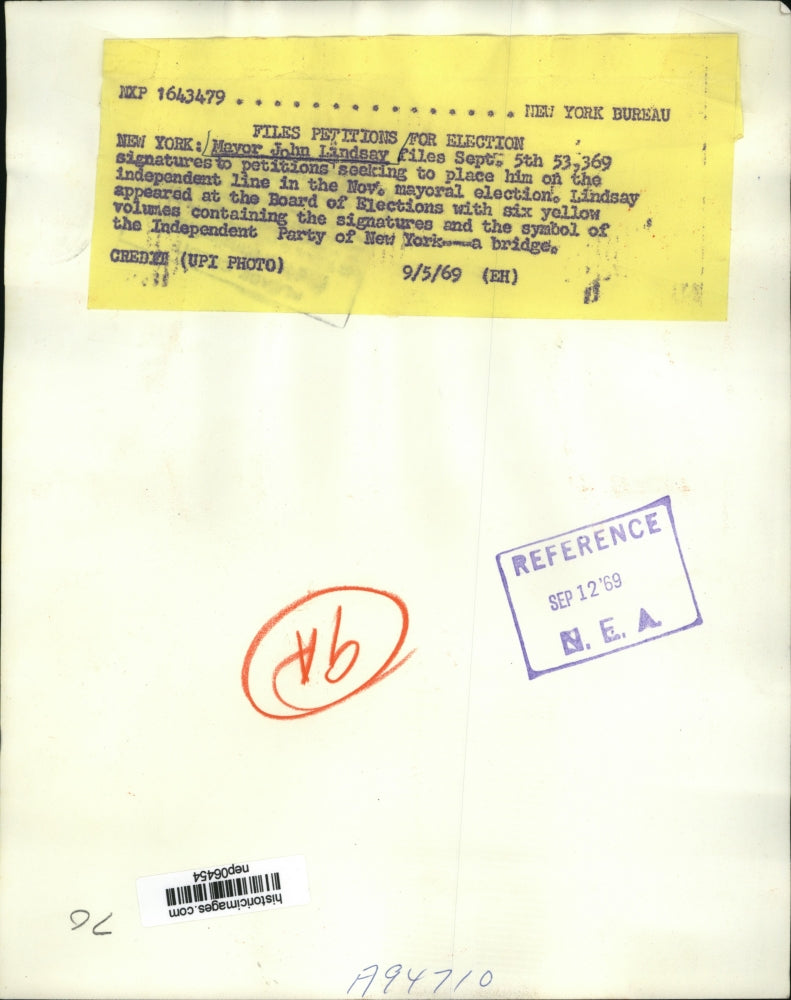 NXP 1643479 . . . . . . . . . . . . . . . . NEW YORK BUREAU
FILES PETITIONS FOR ELECTION
NEW YORK: Mayor John Lindsay files Sept. 5th 53,369
signatures to petitions seeking to place him on the
independent line in the Nov. mayoral election. Lindsay
appeared at the Board of Elections with six yellow
volumes containing the signatures and the symbol of
the Independent Party of New York--a bridge.
CREDIT (UPI PHOTO) 9/5/69 (EH)
REFERENCE
SEP 12 '69
N. E. A.
historicimages.com
nep06454
A94710